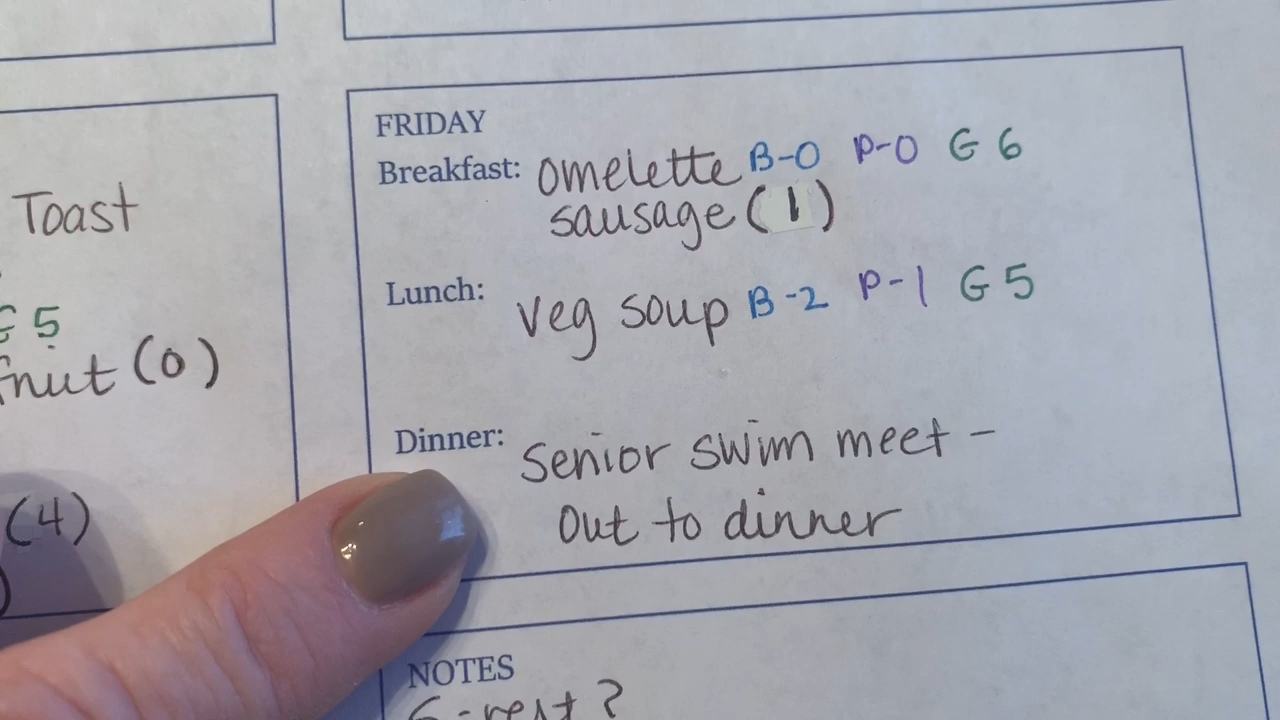 Toast
G 5
(0)
(4)
FRIDAY
Breakfast: omelette B-0 P-0 G 6
sausage (1)
Lunch: veg soup B-2 P-1 G 5
Dinner: senior swim meet -
out to dinner
NOTES
?